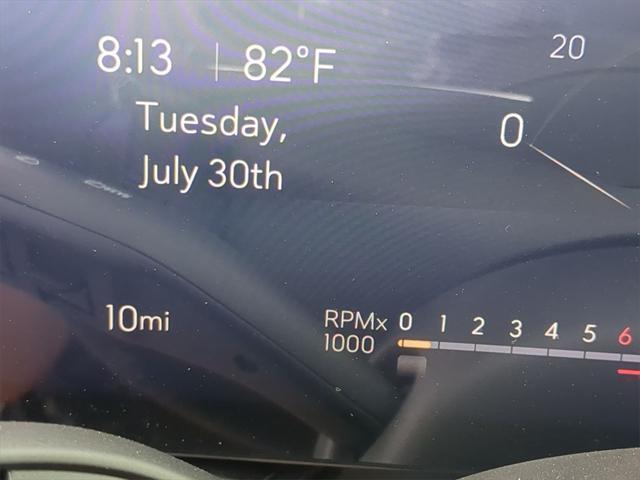 8:13 | 82°F
20
Tuesday,
July 30th
0
10mi
RPMx 0 1 2 3 4 5 6
1000